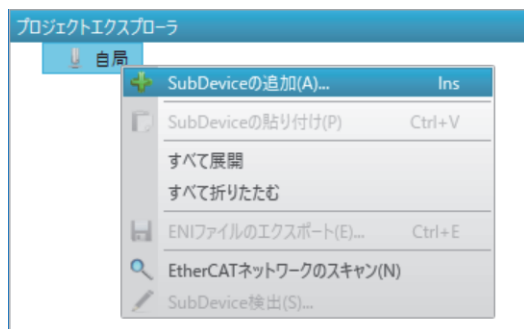 プロジェクトエクスプローラ
自局
SubDeviceの追加(A)... Ins
SubDeviceの貼り付け(P) Ctrl+V
すべて展開
すべて折りたたむ
ENIファイルのエクスポート(E)... Ctrl+E
EtherCATネットワークのスキャン(N)
SubDevice検出(S)...